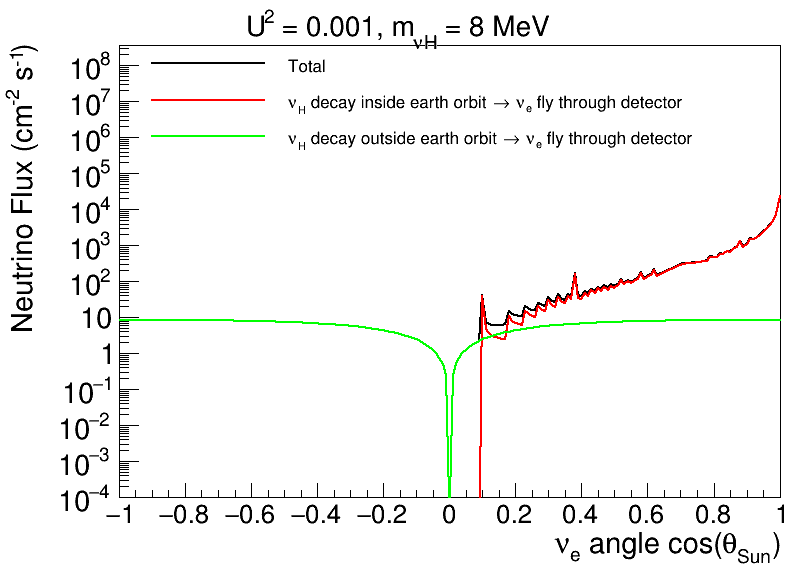 U² = 0.001, m_νH = 8 MeV
Total
ν_H decay inside earth orbit → ν_e fly through detector
ν_H decay outside earth orbit → ν_e fly through detector
Neutrino Flux (cm⁻² s⁻¹)
10⁸
10⁷
10⁶
10⁵
10⁴
10³
10²
10
1
10⁻¹
10⁻²
10⁻³
10⁻⁴
−1 −0.8 −0.6 −0.4 −0.2 0 0.2 0.4 0.6 0.8 1
ν_e angle cos(θ_Sun)